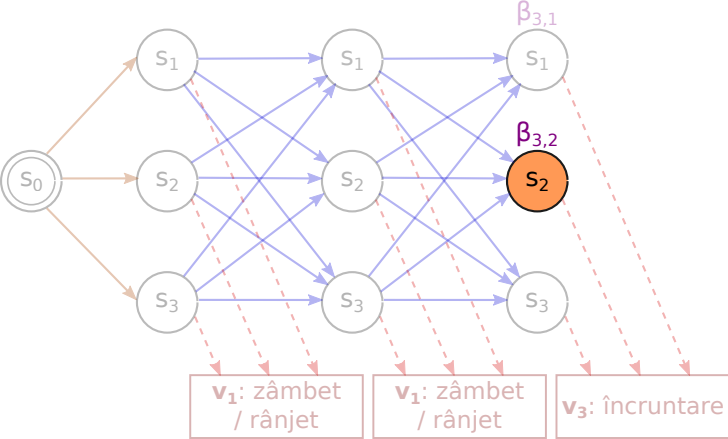 β3,1
s1 s1 s1
β3,2
s0 s2 s2 s2
s3 s3 s3
v1: zâmbet
/ rânjet
v1: zâmbet
/ rânjet
v3: încruntare